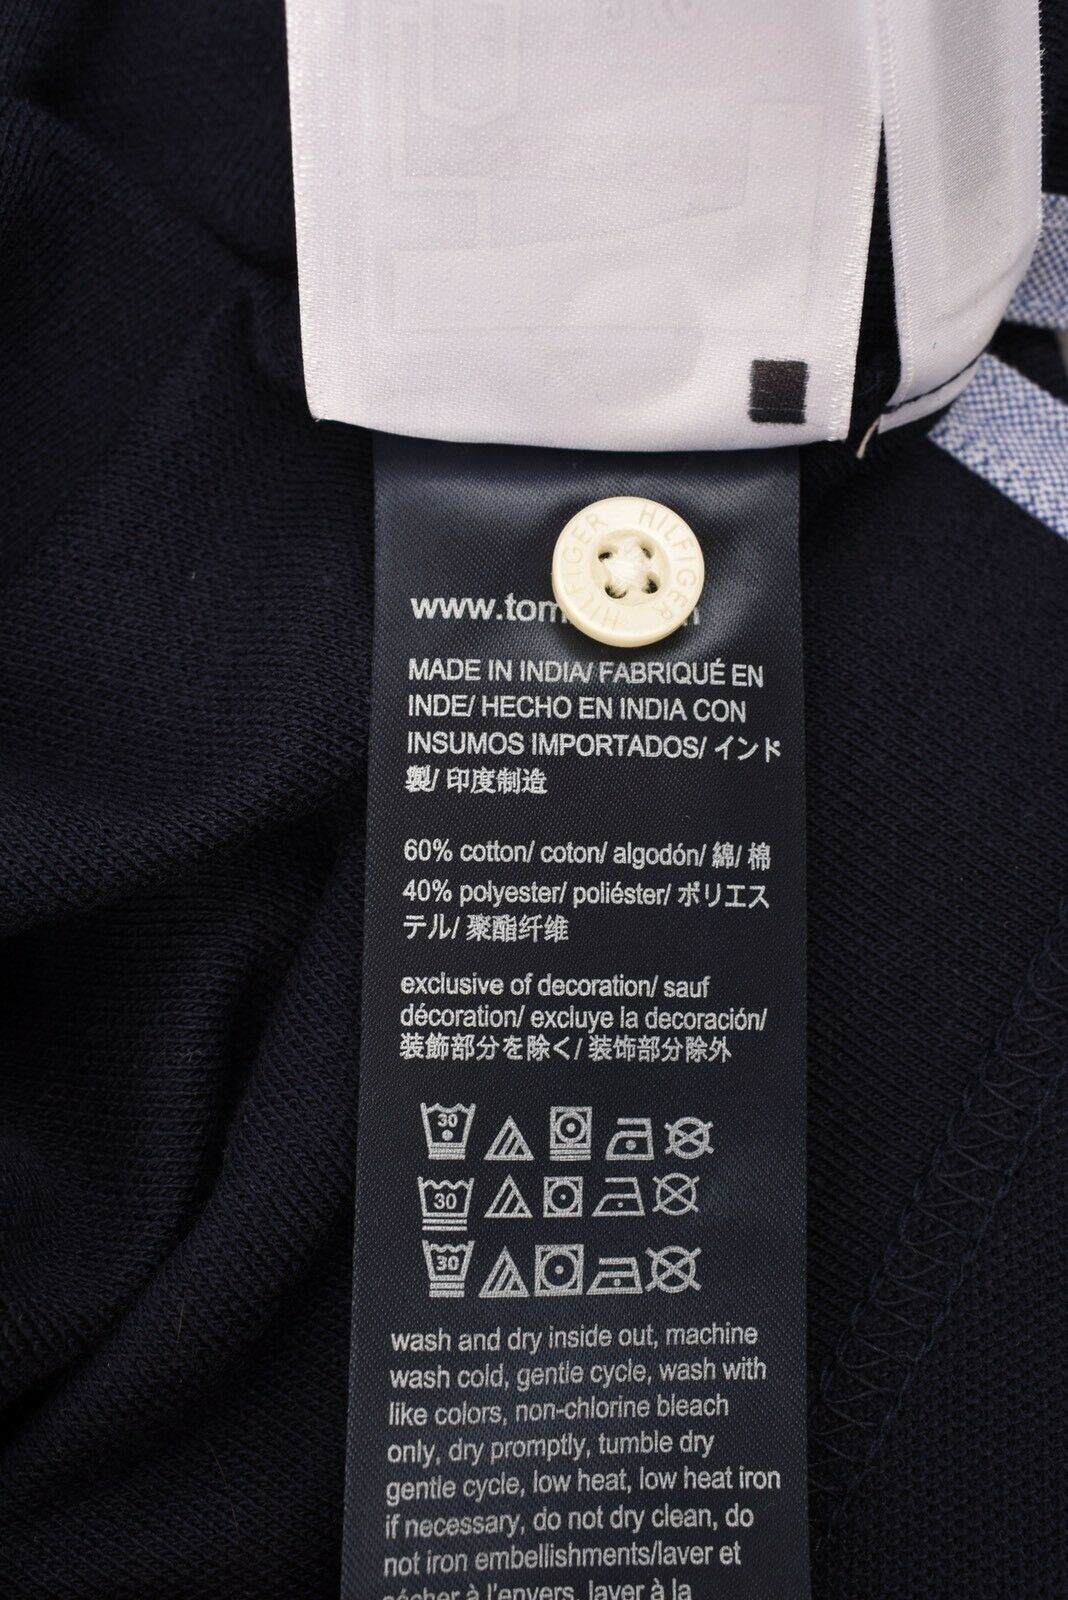 HILFIGER HILFIGER
www.tom
MADE IN INDIA/ FABRIQUÉ EN
INDE/ HECHO EN INDIA CON
INSUMOS IMPORTADOS/ インド
製/ 印度制造
60% cotton/ coton/ algodón/ 綿/ 棉
40% polyester/ poliéster/ ポリエス
テル/ 聚酯纤维
exclusive of decoration/ sauf
décoration/ excluye la decoración/
装飾部分を除く/ 装饰部分除外
30
30
30
wash and dry inside out, machine
wash cold, gentle cycle, wash with
like colors, non-chlorine bleach
only, dry promptly, tumble dry
gentle cycle, low heat, low heat iron
if necessary, do not dry clean, do
not iron embellishments/laver et
sécher à l'envers, laver à la